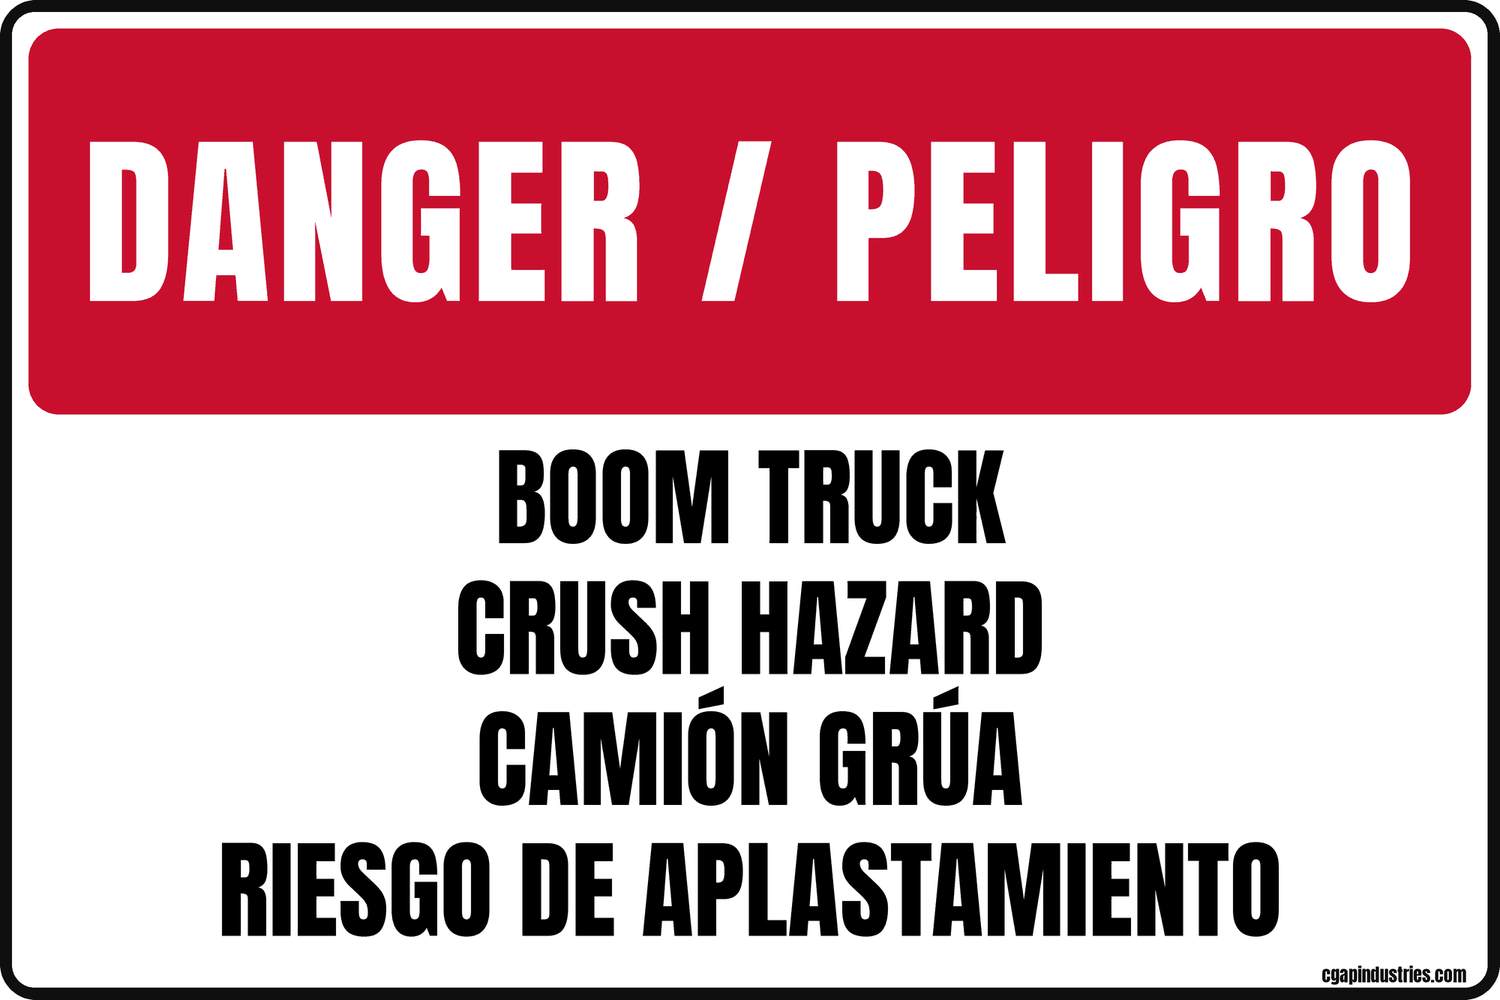 DANGER / PELIGRO
BOOM TRUCK
CRUSH HAZARD
CAMIÓN GRÚA
RIESGO DE APLASTAMIENTO
cgapindustries.com